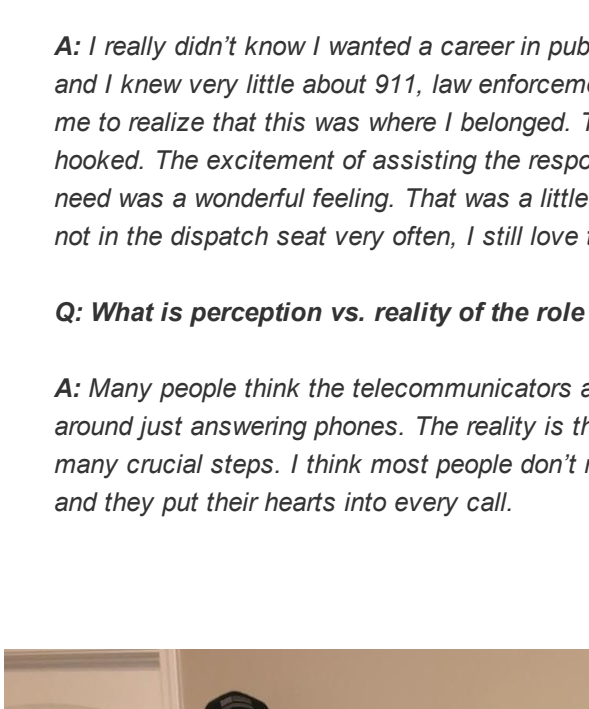 A: I really didn’t know I wanted a career in pub
and I knew very little about 911, law enforceme
me to realize that this was where I belonged. T
hooked. The excitement of assisting the respo
need was a wonderful feeling. That was a little
not in the dispatch seat very often, I still love
Q: What is perception vs. reality of the role
A: Many people think the telecommunicators a
around just answering phones. The reality is th
many crucial steps. I think most people don’t
and they put their hearts into every call.